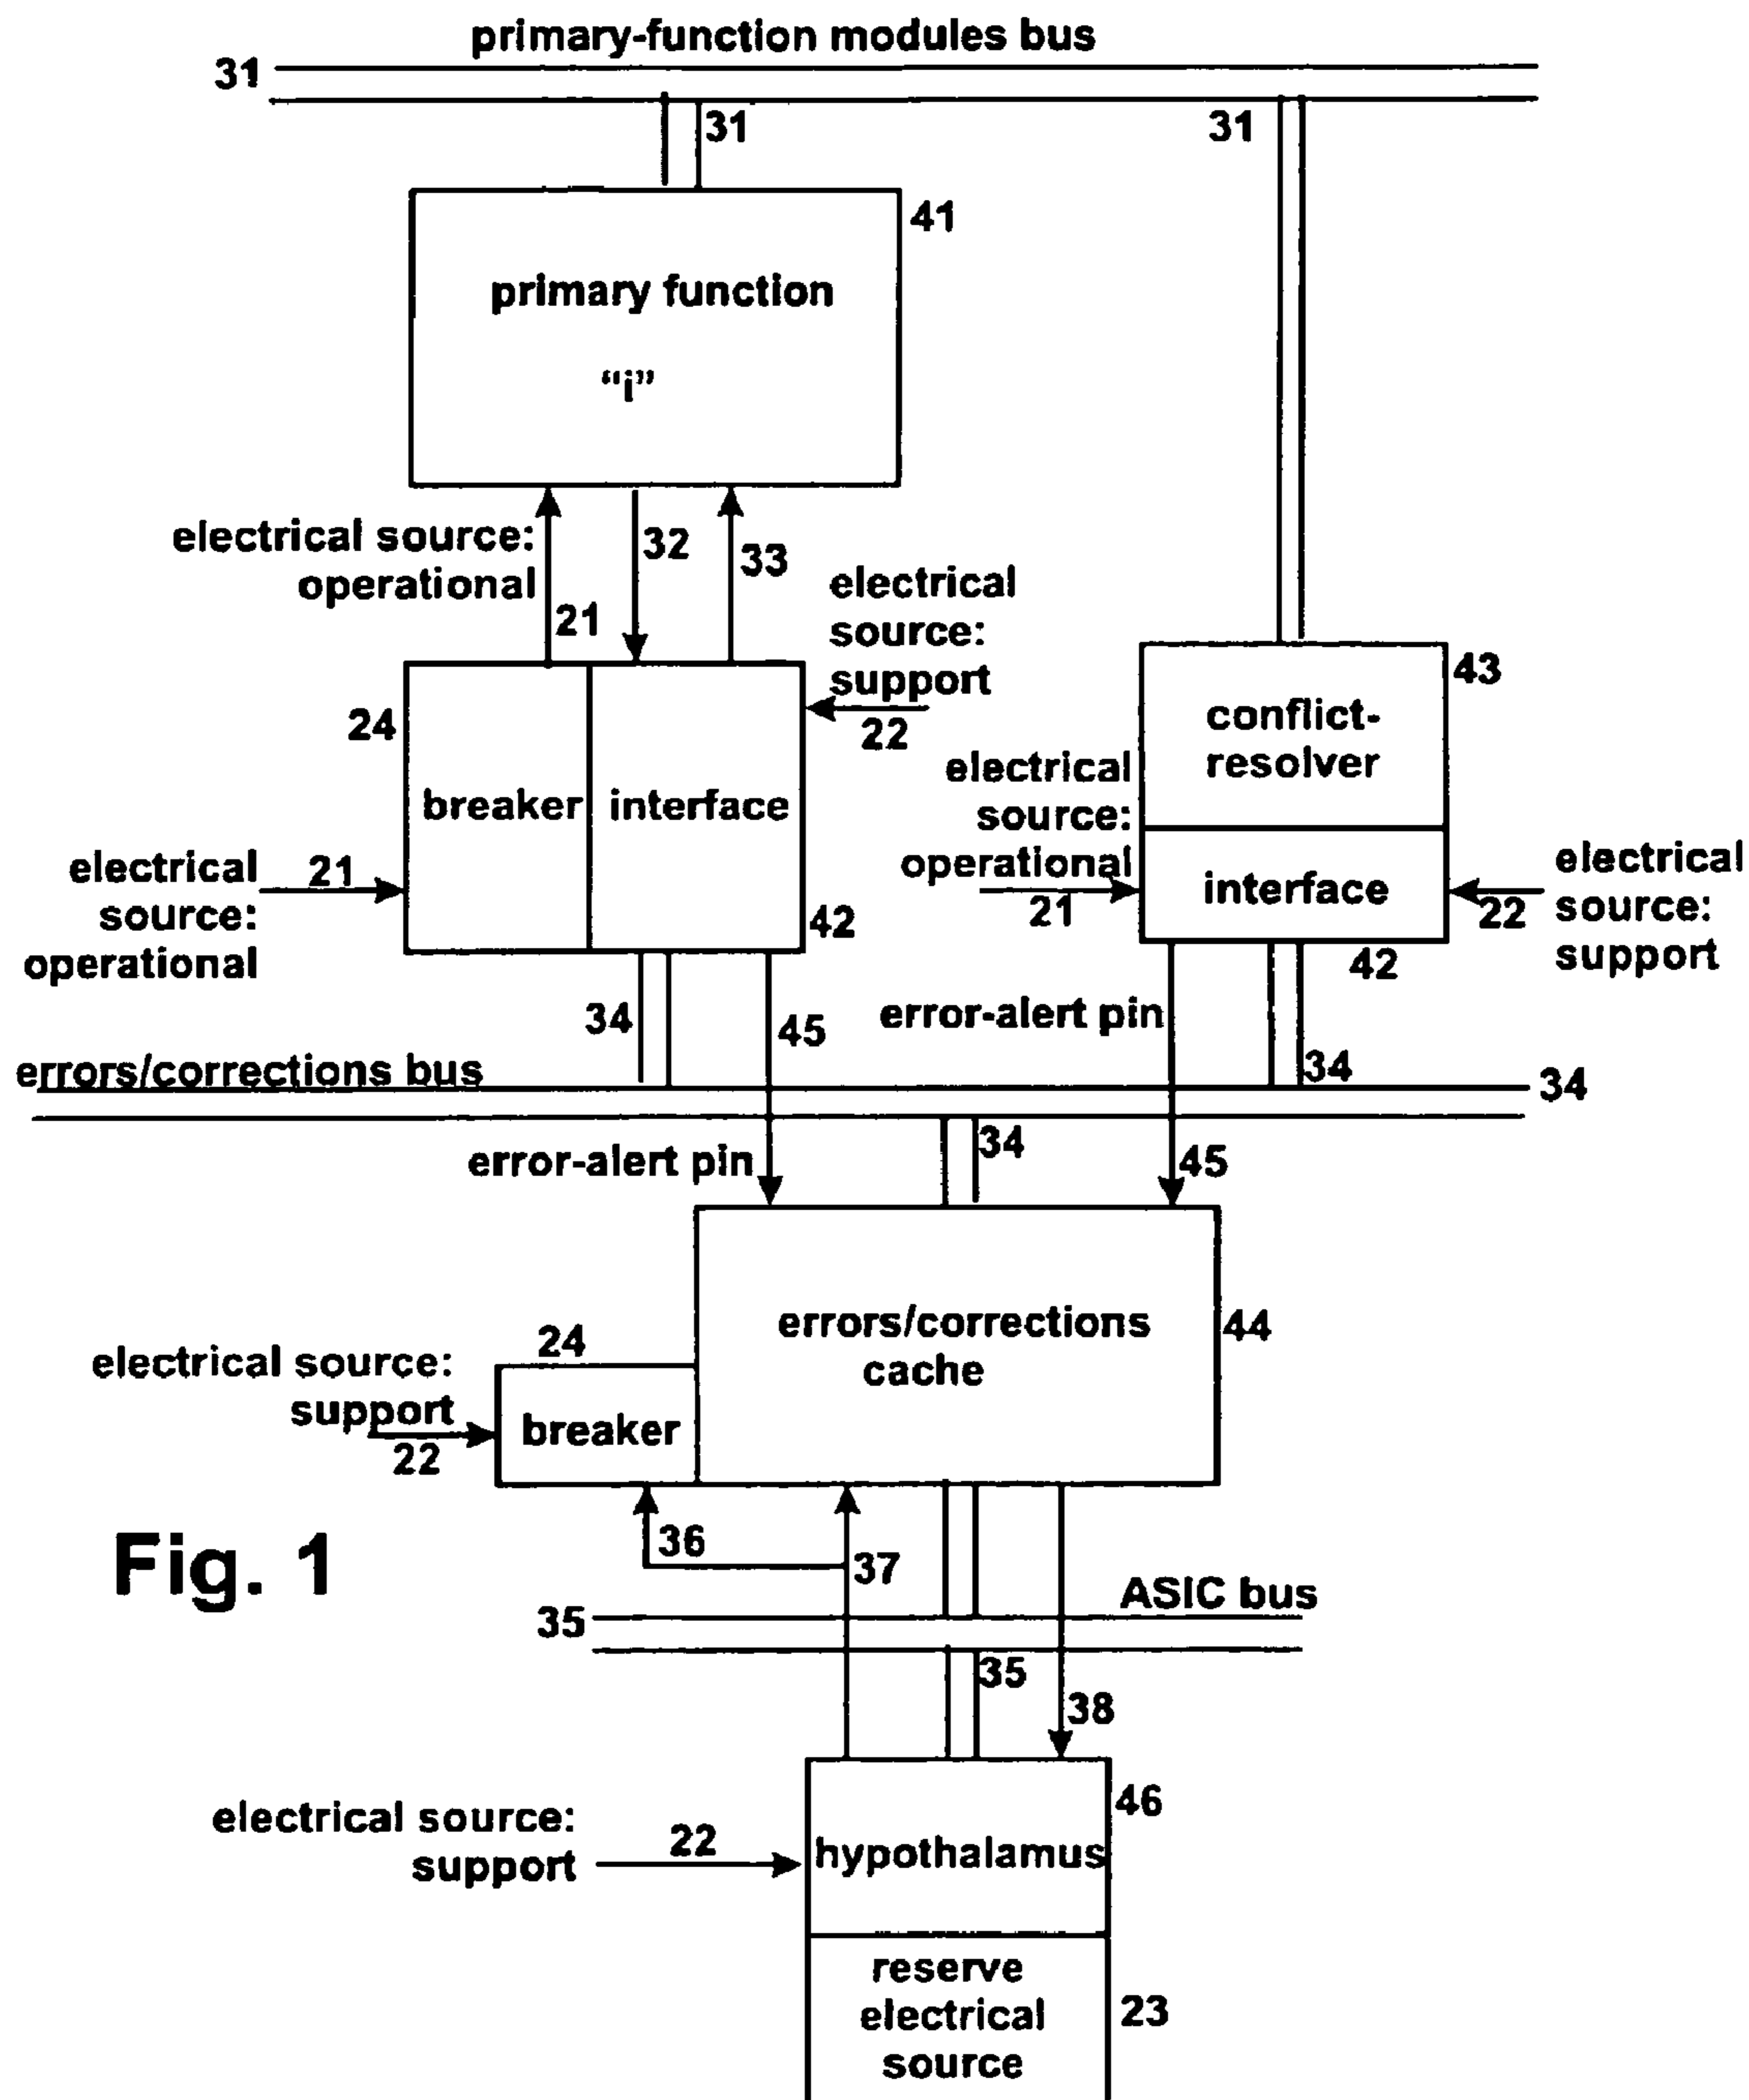 primary-function modules bus
31
31
31
41
primary function
“i”
electrical source:
operational
32
33
21
electrical
source:
support
22
43
conflict-
resolver
24
breaker
interface
electrical
source:
operational
21
electrical
source:
operational
21
interface
electrical
source:
support
22
42
42
34
45
error-alert pin
34
errors/corrections bus
34
error-alert pin
34
45
errors/corrections
cache
44
24
electrical source:
support
22
breaker
36
37
Fig. 1
ASIC bus
35
35
38
46
electrical source:
support
22
hypothalamus
reserve
electrical
source
23